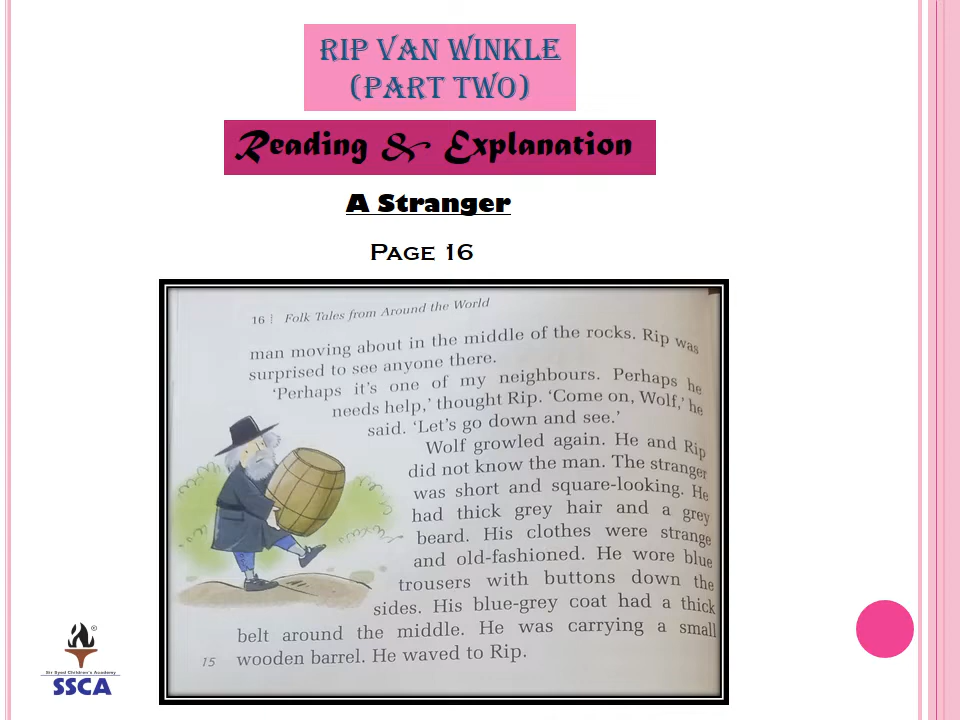 RIP VAN WINKLE
(PART TWO)
Reading & Explanation
A Stranger
PAGE 16
16 Folk Tales from Around the World
man moving about in the middle of the rocks. Rip was
surprised to see anyone there.
'Perhaps it's one of my neighbours. Perhaps he
needs help,' thought Rip. 'Come on, Wolf,' he
said. 'Let's go down and see.'
Wolf growled again. He and Rip
did not know the man. The stranger
was short and square-looking. He
had thick grey hair and a grey
beard. His clothes were strange
and old-fashioned. He wore blue
trousers with buttons down the
sides. His blue-grey coat had a thick
belt around the middle. He was carrying a small
15 wooden barrel. He waved to Rip.
®
Sir Syed Children's Academy
SSCA